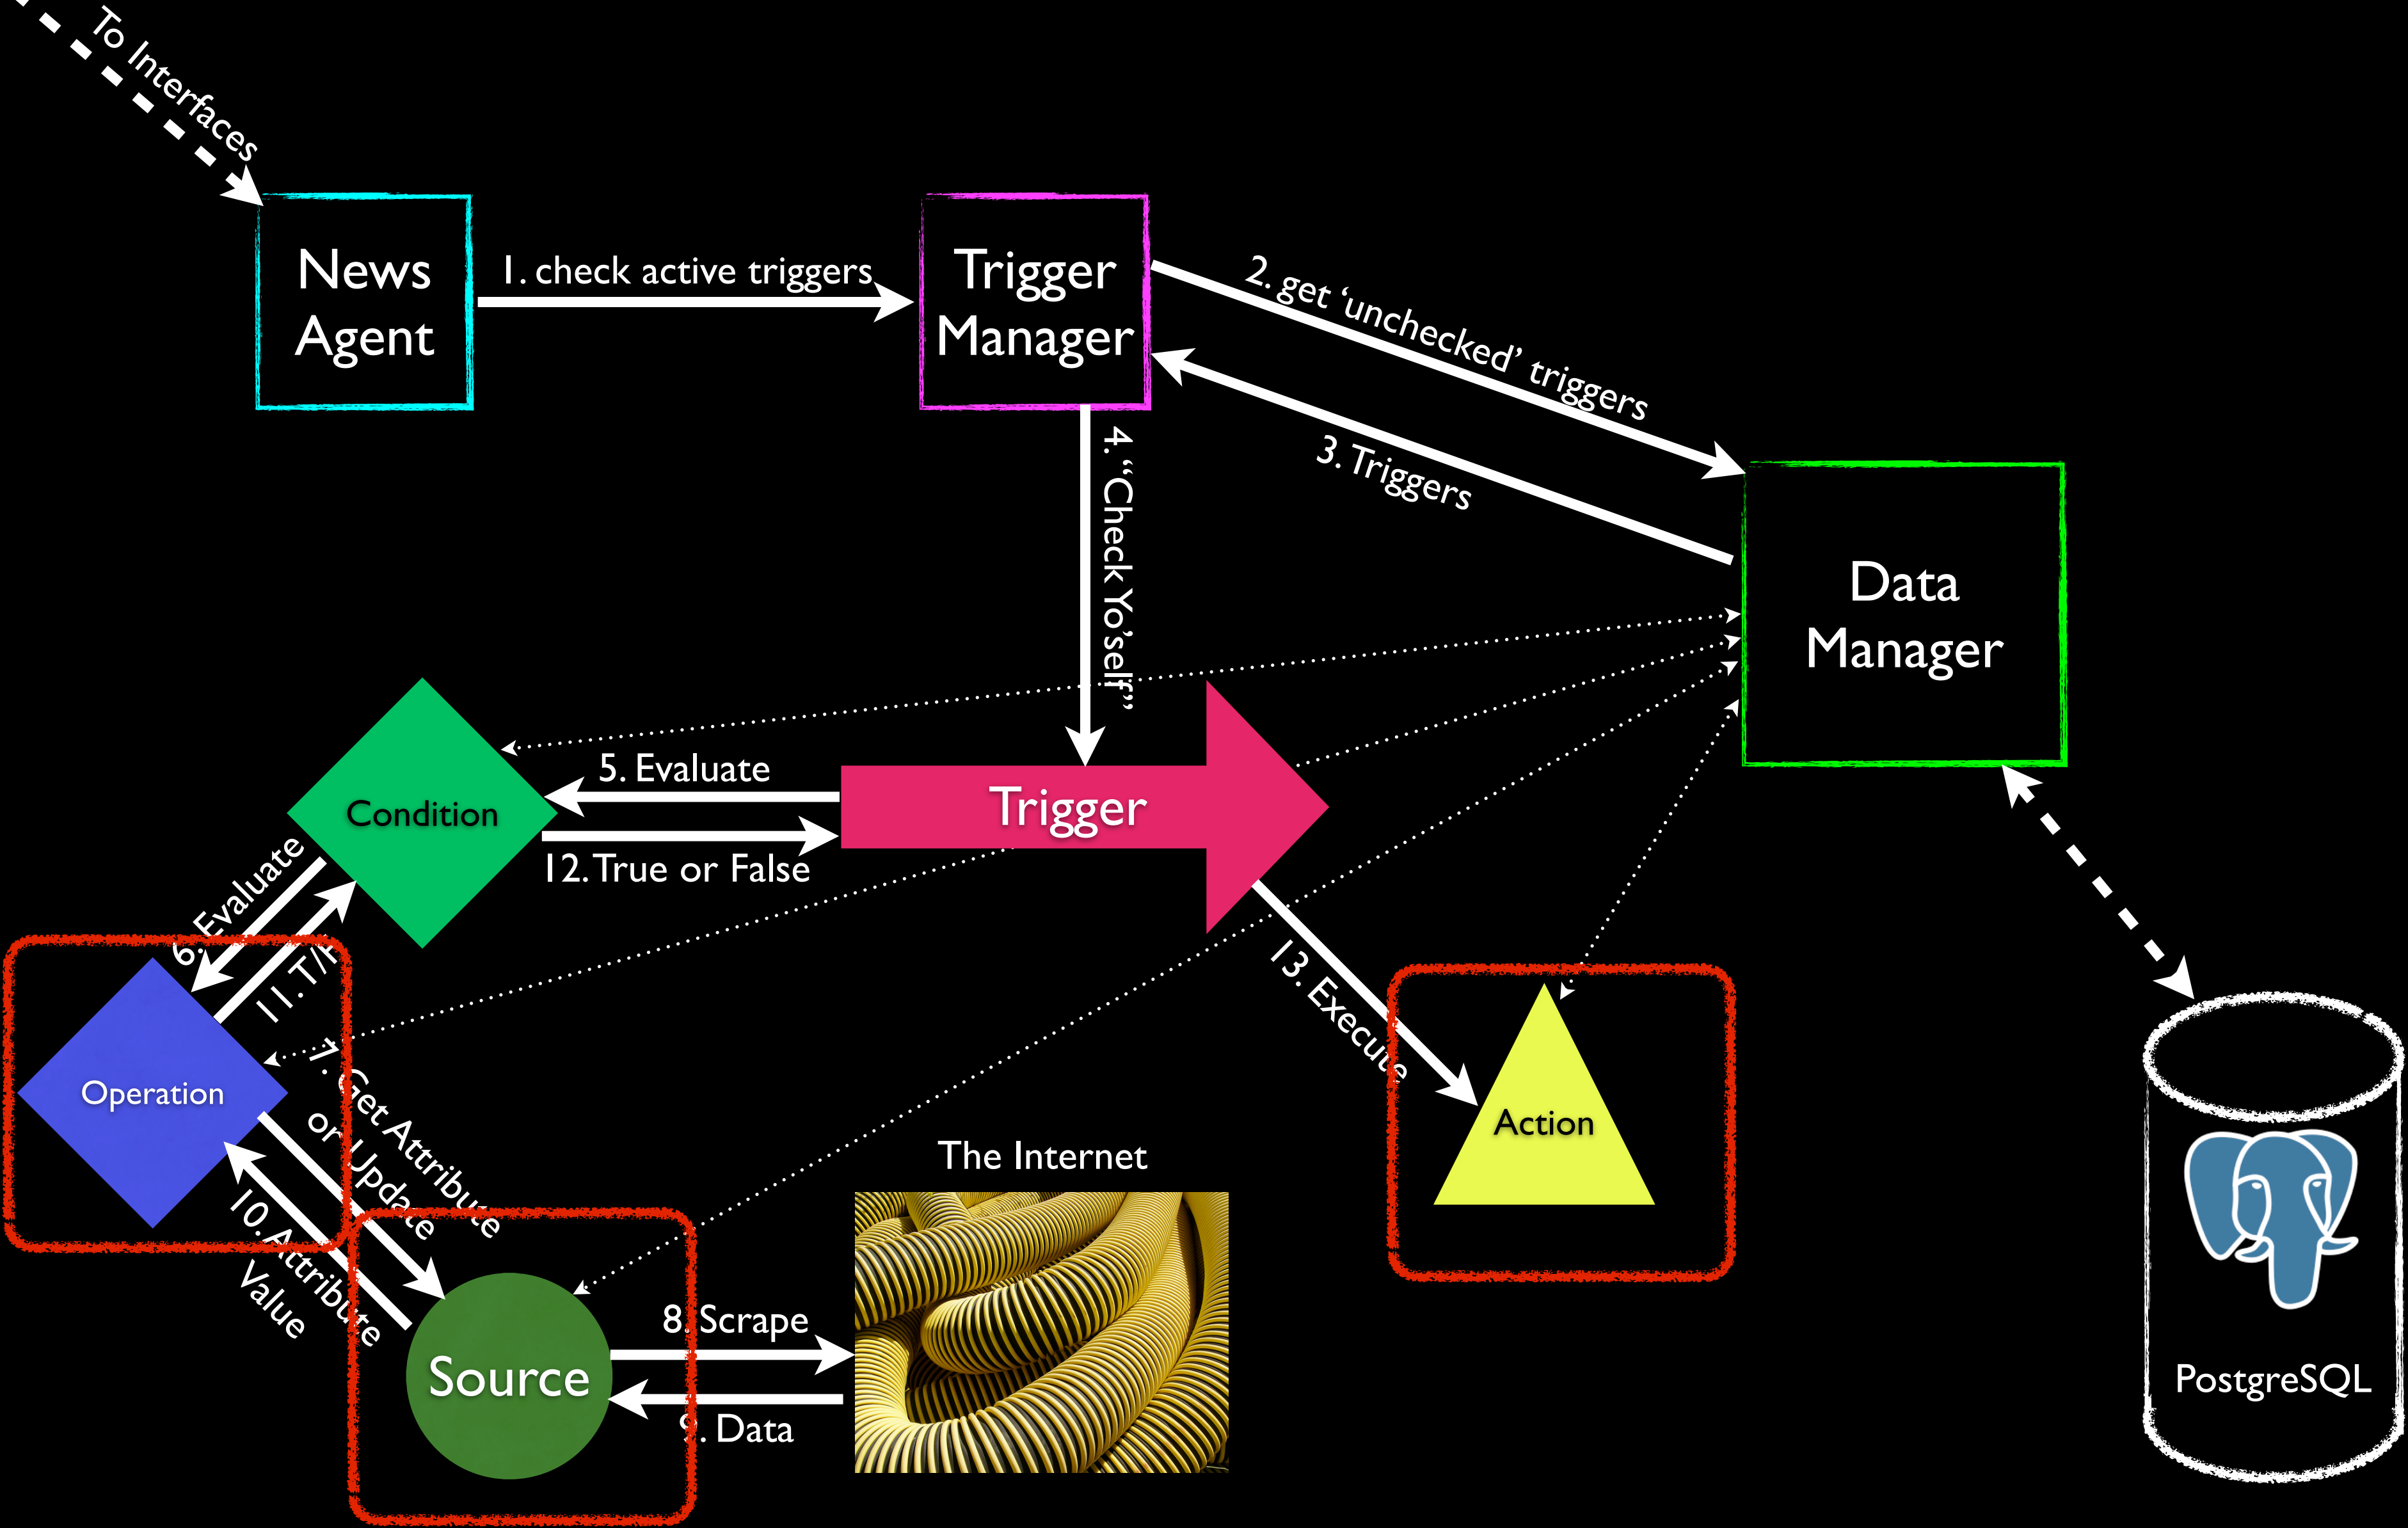 To Interfaces
News
Agent
1. check active triggers
Trigger
Manager
2. get ‘unchecked’ triggers
3. Triggers
4. “Check Yo’self”
Data
Manager
Condition
5. Evaluate
12. True or False
Trigger
6. Evaluate
11. T/F
Operation
7. Get Attribute
or Update
10. Attribute
Value
13. Execute
Action
The Internet
Source
8. Scrape
9. Data
PostgreSQL